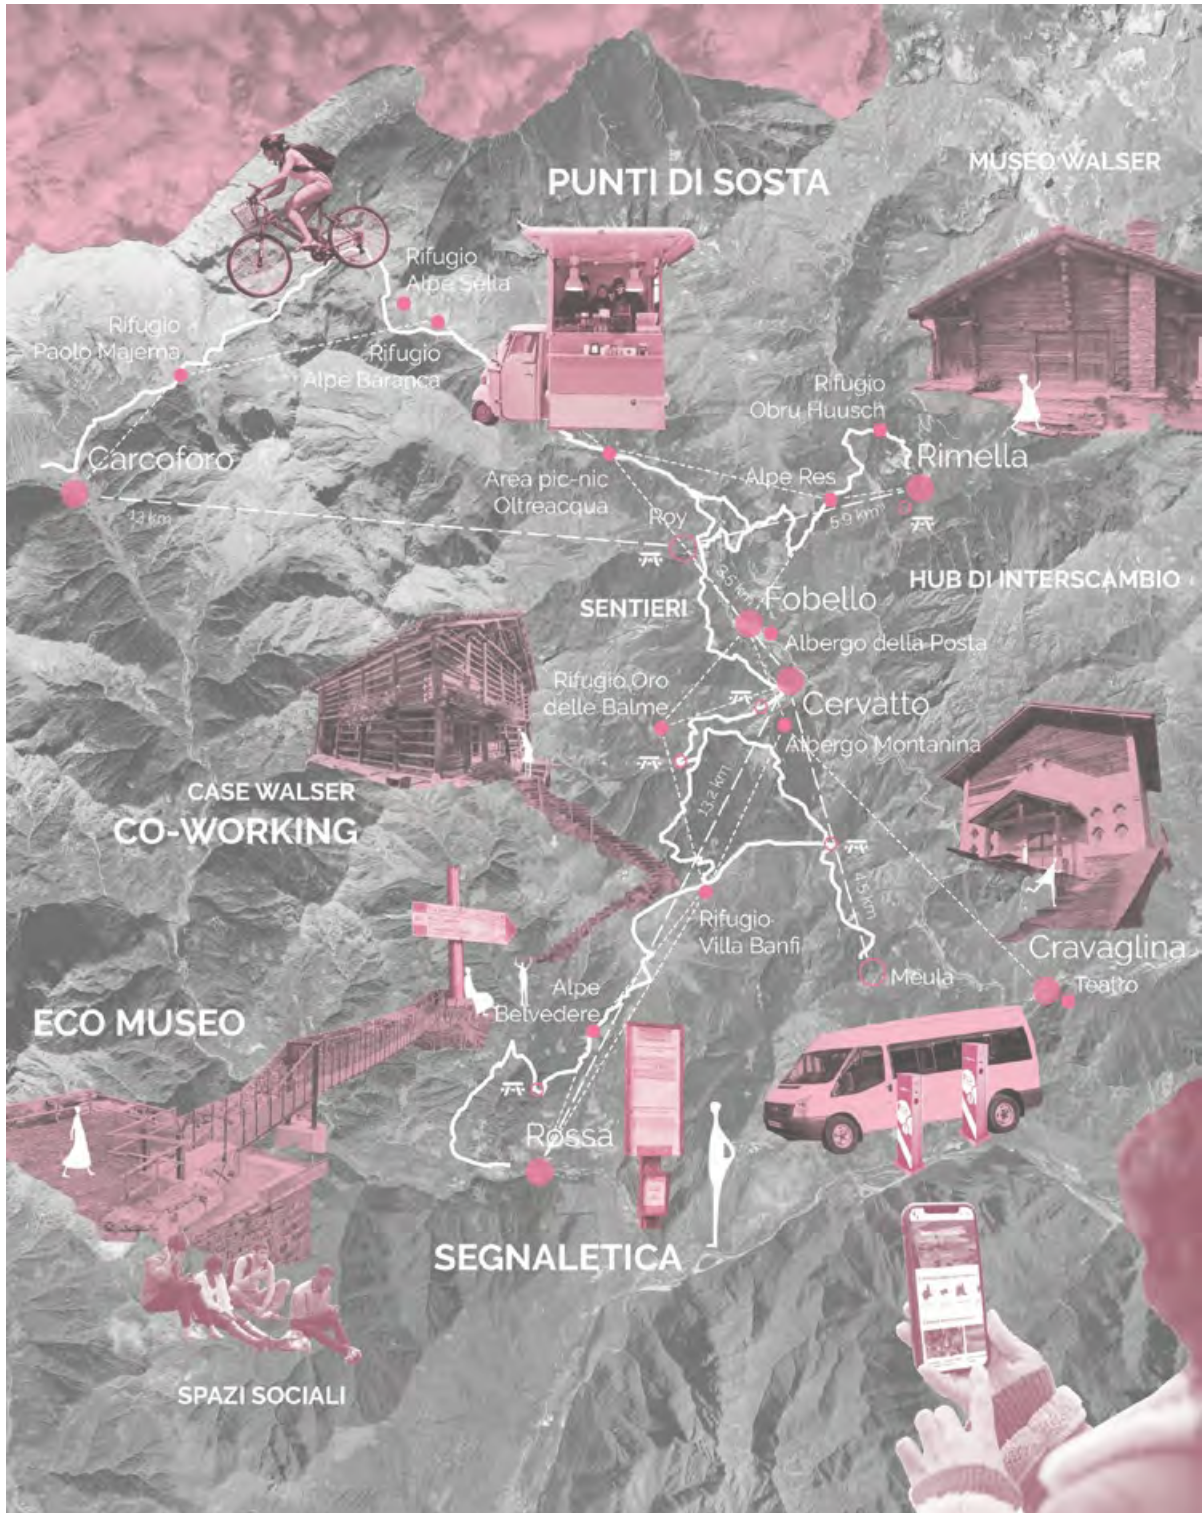 MUSEO WALSER
PUNTI DI SOSTA
Rifugio
Alpe Sella
Rifugio
Paolo Majerna
Rifugio
Alpe Baranca
Rifugio
Obru Huusch
Carcoforo
Rimella
Area pic-nic
Oltreacqua
Alpe Res
13 km
5.9 km
Roy
3.5 km
HUB DI INTERSCAMBIO
SENTIERI
Fobello
Albergo della Posta
Rifugio Oro
delle Balme
Cervatto
Albergo Montanina
CASE WALSER
CO-WORKING
13.2 km
4.5 km
Rifugio
Villa Banfi
Cravaglina
Meula
Teatro
Alpe
Belvedere
ECO MUSEO
Rossa
SEGNALETICA
SPAZI SOCIALI